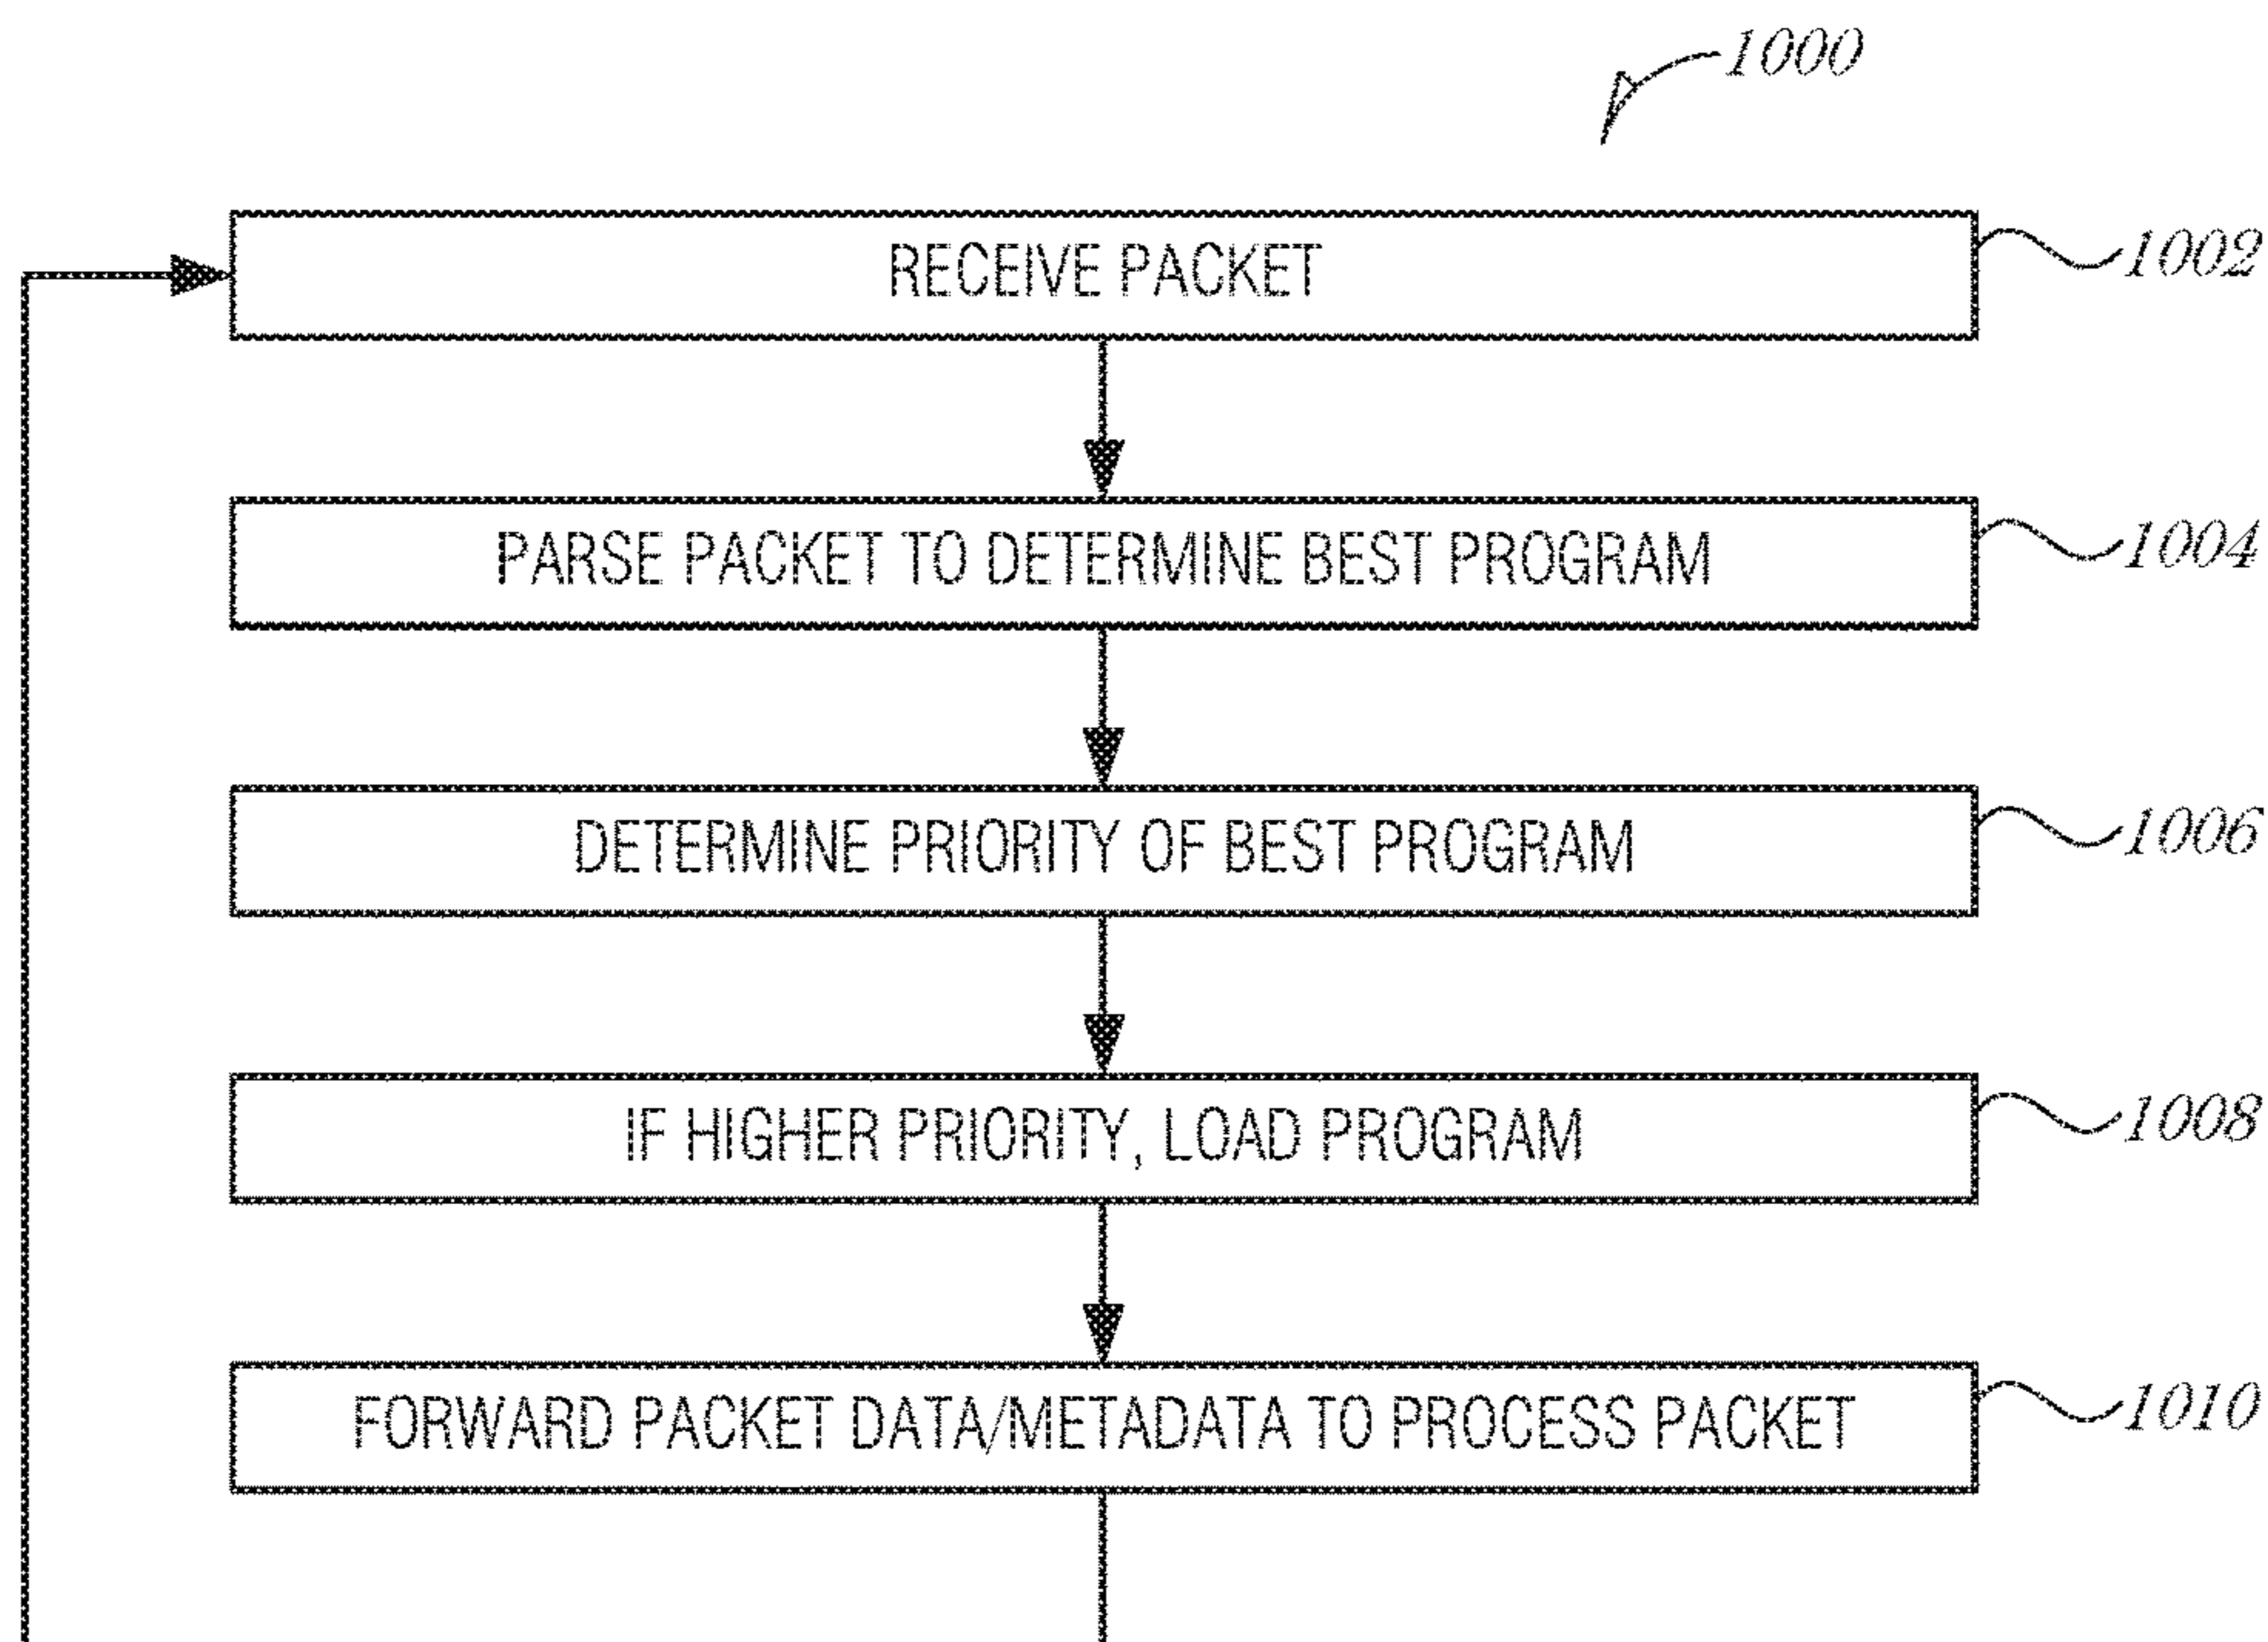 1000
RECEIVE PACKET
1002
PARSE PACKET TO DETERMINE BEST PROGRAM
1004
DETERMINE PRIORITY OF BEST PROGRAM
1006
IF HIGHER PRIORITY, LOAD PROGRAM
1008
FORWARD PACKET DATA/METADATA TO PROCESS PACKET
1010